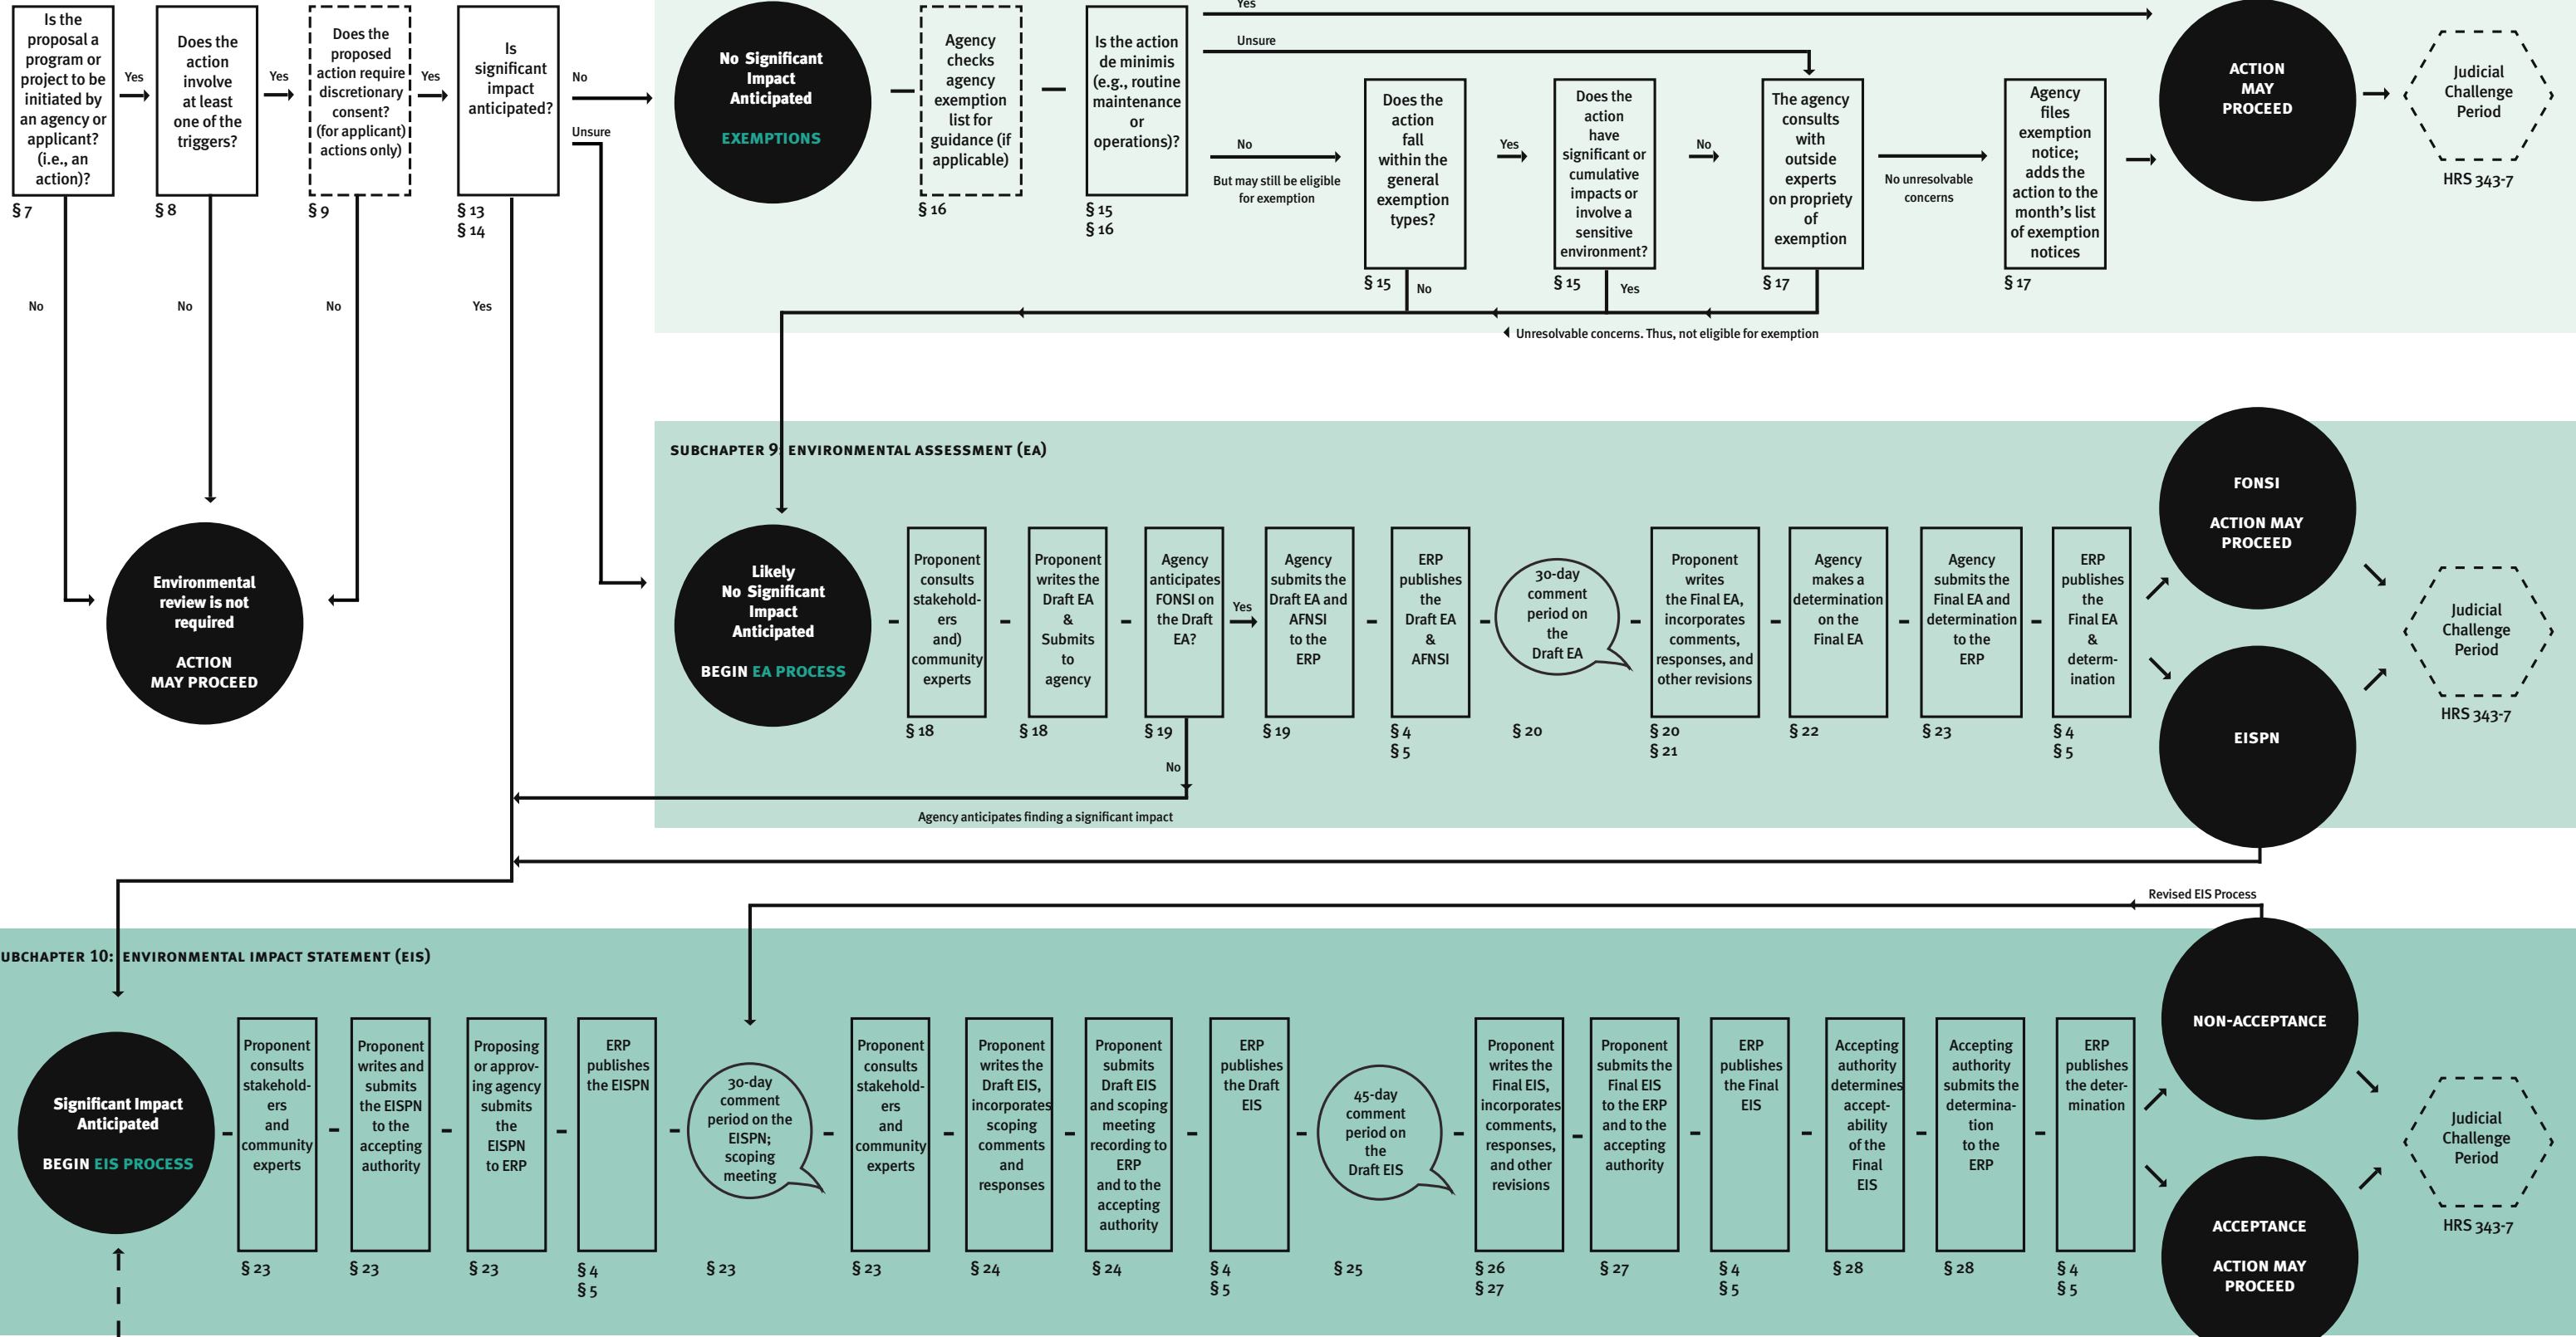 Is the
proposal a
program or
project to be
initiated by
an agency or
applicant?
(i.e., an
action)?
§ 7
Yes
No
Does the
action
involve
at least
one of the
triggers?
§ 8
Yes
No
Does the
proposed
action require
discretionary
consent?
(for applicant)
actions only)
§ 9
Yes
No
Is
significant
impact
anticipated?
§ 13
§ 14
No
Unsure
Yes
Environmental
review is not
required
ACTION
MAY PROCEED
No Significant
Impact
Anticipated
EXEMPTIONS
Agency
checks
agency
exemption
list for
guidance (if
applicable)
§ 16
Is the action
de minimis
(e.g., routine
maintenance
or
operations)?
§ 15
§ 16
Yes
Unsure
No
But may still be eligible
for exemption
Does the
action
fall
within the
general
exemption
types?
§ 15
No
Yes
Does the
action
have
significant or
cumulative
impacts or
involve a
sensitive
environment?
§ 15
Yes
No
The agency
consults
with
outside
experts
on propriety
of
exemption
§ 17
No unresolvable
concerns
Agency
files
exemption
notice;
adds the
action to the
month's list
of exemption
notices
§ 17
ACTION
MAY
PROCEED
Judicial
Challenge
Period
HRS 343-7
Unresolvable concerns. Thus, not eligible for exemption
SUBCHAPTER 9: ENVIRONMENTAL ASSESSMENT (EA)
Likely
No Significant
Impact
Anticipated
BEGIN EA PROCESS
Proponent
consults
stakehold-
ers
and)
community
experts
§ 18
Proponent
writes the
Draft EA
&
Submits
to
agency
§ 18
Agency
anticipates
FONSI on
the Draft
EA?
§ 19
Yes
No
Agency anticipates finding a significant impact
Agency
submits the
Draft EA and
AFNSI
to the
ERP
§ 19
ERP
publishes
the
Draft EA
&
AFNSI
§ 4
§ 5
30-day
comment
period on
the
Draft EA
§ 20
Proponent
writes
the Final EA,
incorporates
comments,
responses, and
other revisions
§ 20
§ 21
Agency
makes a
determination
on the
Final EA
§ 22
Agency
submits the
Final EA and
determination
to the
ERP
§ 23
ERP
publishes
the
Final EA
&
determ-
ination
§ 4
§ 5
FONSI
ACTION MAY
PROCEED
EISPN
Judicial
Challenge
Period
HRS 343-7
Revised EIS Process
UBCHAPTER 10: ENVIRONMENTAL IMPACT STATEMENT (EIS)
Significant Impact
Anticipated
BEGIN EIS PROCESS
Proponent
consults
stakehold-
ers
and
community
experts
§ 23
Proponent
writes and
submits
the EISPN
to the
accepting
authority
§ 23
Proposing
or approv-
ing agency
submits
the
EISPN
to ERP
§ 23
ERP
publishes
the EISPN
§ 4
§ 5
30-day
comment
period on the
EISPN;
scoping
meeting
§ 23
Proponent
consults
stakehold-
ers
and
community
experts
§ 23
Proponent
writes the
Draft EIS,
incorporates
scoping
comments
and
responses
§ 24
Proponent
submits
Draft EIS
and scoping
meeting
recording to
ERP
and to the
accepting
authority
§ 24
ERP
publishes
the Draft
EIS
§ 4
§ 5
45-day
comment
period on
the
Draft EIS
§ 25
Proponent
writes the
Final EIS,
incorporates
comments,
responses,
and other
revisions
§ 26
§ 27
Proponent
submits the
Final EIS
to the ERP
and to the
accepting
authority
§ 27
ERP
publishes
the Final
EIS
§ 4
§ 5
Accepting
authority
determines
accept-
ability
of the
Final
EIS
§ 28
Accepting
authority
submits the
determina-
tion
to the
ERP
§ 28
ERP
publishes
the deter-
mination
§ 4
§ 5
NON-ACCEPTANCE
ACCEPTANCE
ACTION MAY
PROCEED
Judicial
Challenge
Period
HRS 343-7